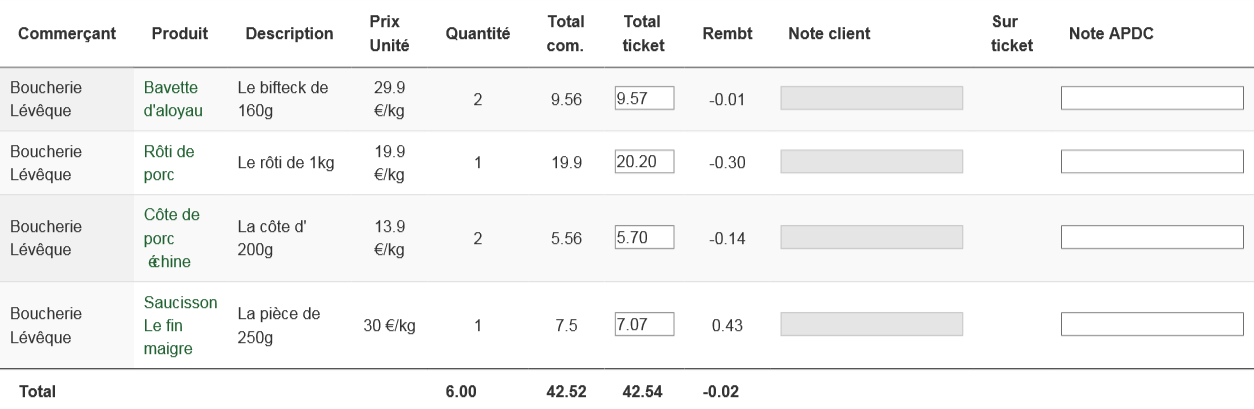 Commerçant Produit Description Prix Unité Quantité Total com. Total ticket Rembt Note client Sur ticket Note APDC
Boucherie Lévêque Bavette d'aloyau Le bifteck de 160g 29.9 €/kg 2 9.56 9.57 -0.01
Boucherie Lévêque Rôti de porc Le rôti de 1kg 19.9 €/kg 1 19.9 20.20 -0.30
Boucherie Lévêque Côte de porc échine La côte d' 200g 13.9 €/kg 2 5.56 5.70 -0.14
Boucherie Lévêque Saucisson Le fin maigre La pièce de 250g 30 €/kg 1 7.5 7.07 0.43
Total 6.00 42.52 42.54 -0.02